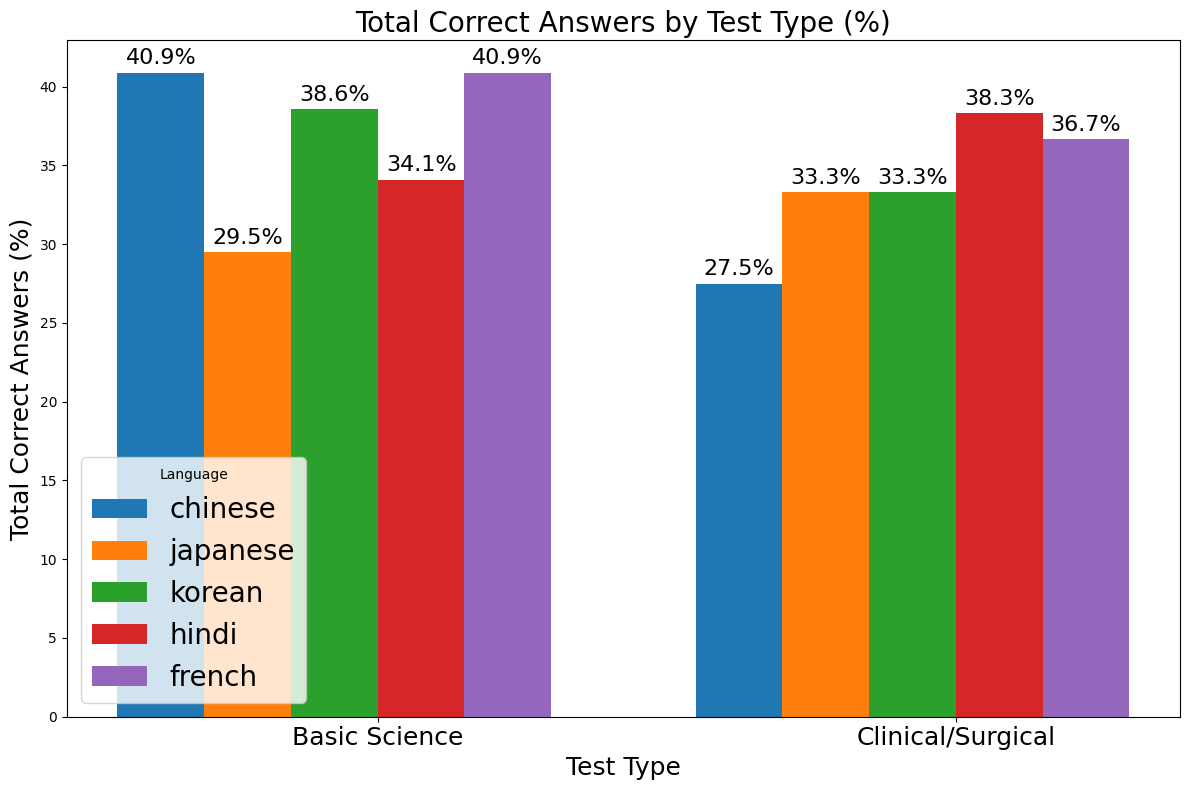 Total Correct Answers by Test Type (%)
40.9%
29.5%
38.6%
34.1%
40.9%
27.5%
33.3%
33.3%
38.3%
36.7%
Total Correct Answers (%)
40
35
30
25
20
15
10
5
0
Language
chinese
japanese
korean
hindi
french
Basic Science
Clinical/Surgical
Test Type